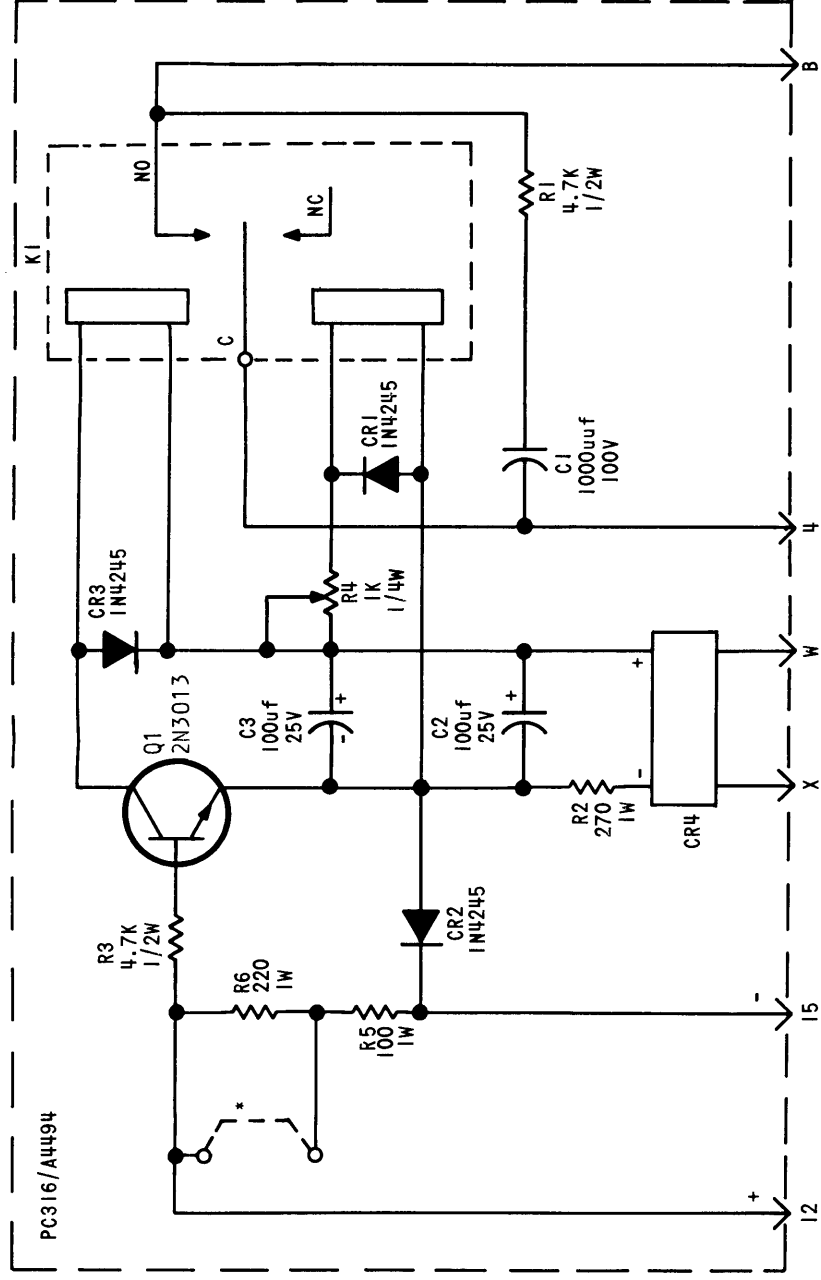 PC316/A4494
K1
NO
NC
C
CR3
1N4245
Q1
2N3013
R3
4.7K
1/2W
R6
220
1W
R5
100
1W
*
CR2
1N4245
C3
100uf
25V
+
-
C2
100uf
25V
+
R4
1K
1/4W
CR1
1N4245
R1
4.7K
1/2W
C1
1000uuf
100V
R2
270
1W
-
+
CR4
+
-
12
15
X
W
4
B